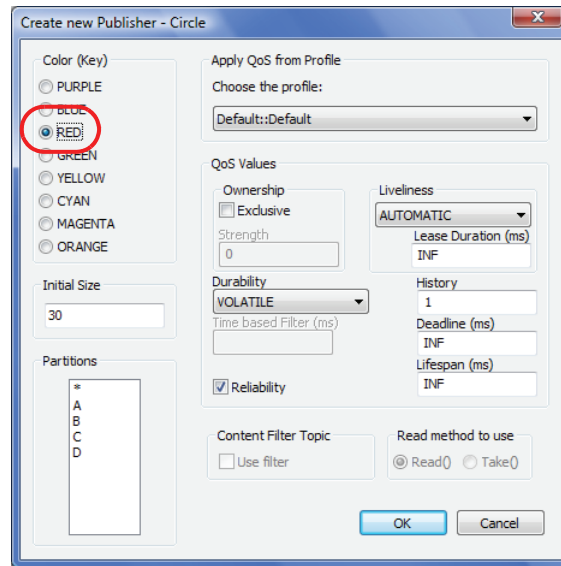 Create new Publisher - Circle
Color (Key)
PURPLE
BLUE
RED
GREEN
YELLOW
CYAN
MAGENTA
ORANGE
Initial Size
30
Partitions
*
A
B
C
D
Apply QoS from Profile
Choose the profile:
Default::Default
QoS Values
Ownership
Exclusive
Strength
0
Liveliness
AUTOMATIC
Lease Duration (ms)
INF
Durability
VOLATILE
Time based Filter (ms)
Reliability
History
1
Deadline (ms)
INF
Lifespan (ms)
INF
Content Filter Topic
Use filter
Read method to use
Read()
Take()
OK
Cancel